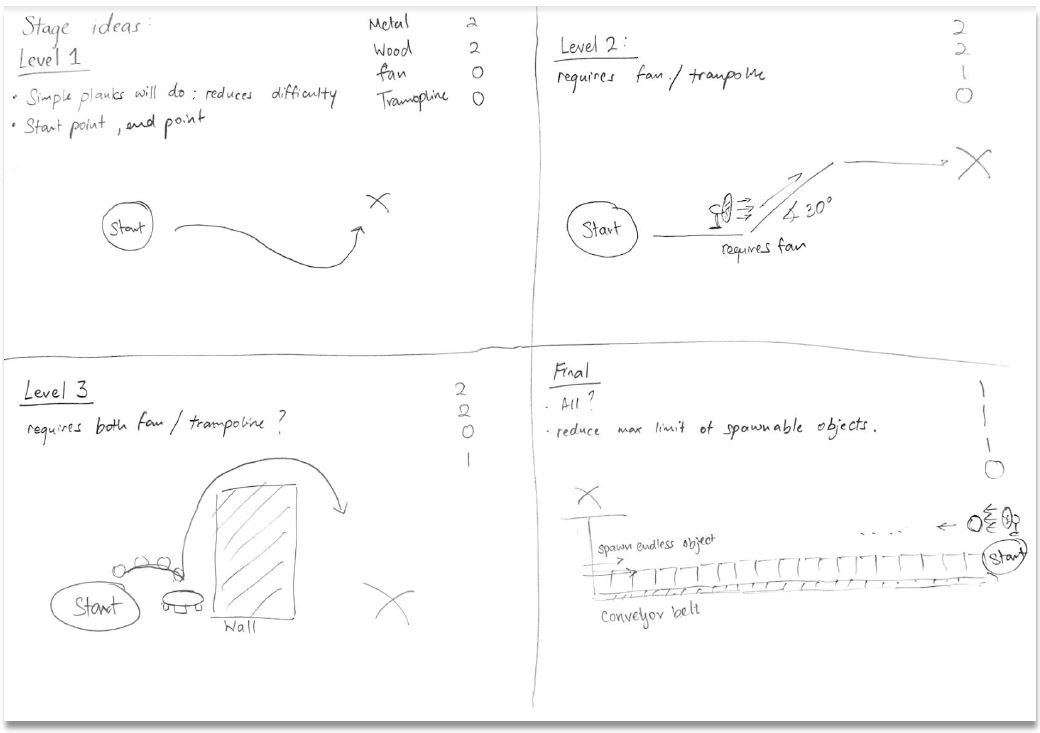 Stage ideas:
Level 1
• Simple planks will do : reduces difficulty
• Start point , end point
Metal 2
Wood 2
fan 0
Tramopline 0
Start
X
Level 2:
requires fan / trampoline
2
2
1
0
Start
∡ 30°
requires fan
X
Level 3
requires both fan / trampoline ?
2
2
0
1
Start
Wall
X
Final
• All ?
• reduce max limit of spawnable objects.
1
1
1
0
X
spawn endless object
.....
Start
Conveyor belt